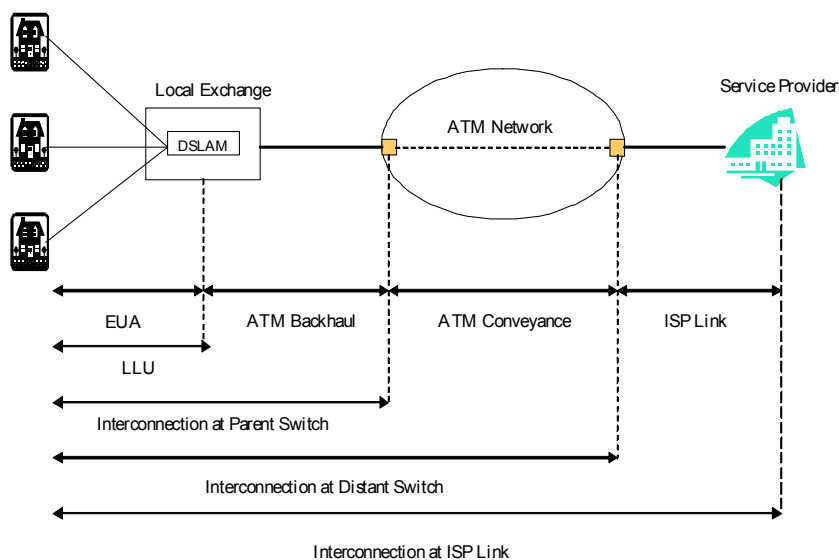 Local Exchange
Service Provider
ATM Network
DSLAM
EUA
ATM Backhaul
ATM Conveyance
ISP Link
LLU
Interconnection at Parent Switch
Interconnection at Distant Switch
Interconnection at ISP Link